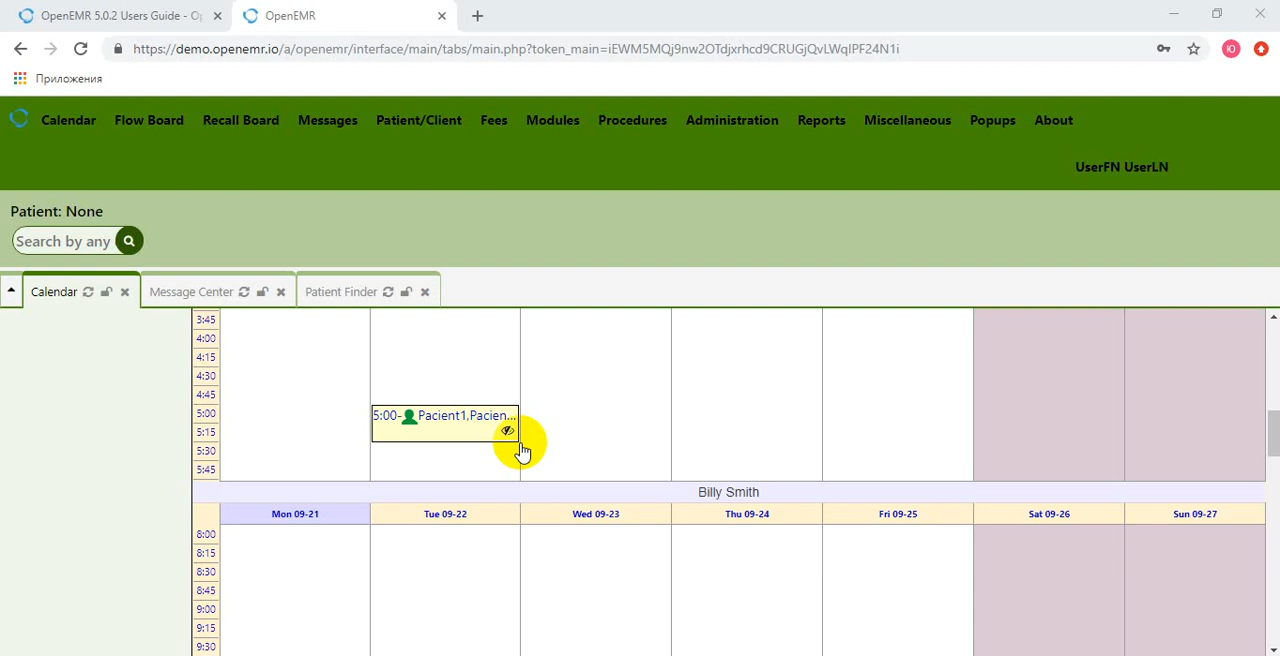 OpenEMR 5.0.2 Users Guide - O
OpenEMR
https://demo.openemr.io/a/openemr/interface/main/tabs/main.php?token_main=iEWM5MQj9nw2OTdjxrhcd9CRUGjQvLWqIPF24N1i
Ю
Приложения
Calendar Flow Board Recall Board Messages Patient/Client Fees Modules Procedures Administration Reports Miscellaneous Popups About
UserFN UserLN
Patient: None
Search by any
Calendar
Message Center
Patient Finder
3:45
4:00
4:15
4:30
4:45
5:00
5:15
5:30
5:45
5:00-Pacient1,Pacien...
Billy Smith
Mon 09-21 Tue 09-22 Wed 09-23 Thu 09-24 Fri 09-25 Sat 09-26 Sun 09-27
8:00
8:15
8:30
8:45
9:00
9:15
9:30